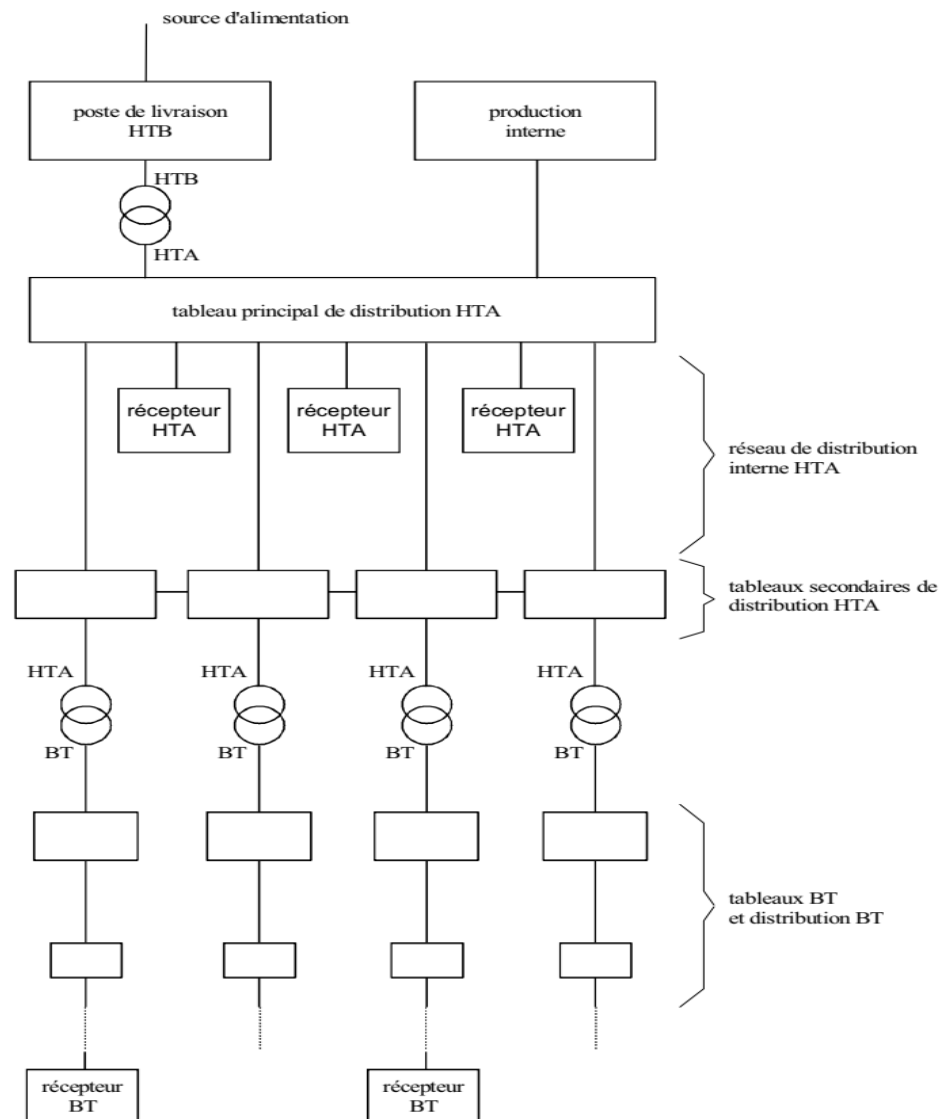 source d'alimentation
poste de livraison
HTB
production
interne
HTB
HTA
tableau principal de distribution HTA
récepteur
HTA
récepteur
HTA
récepteur
HTA
réseau de distribution
interne HTA
tableaux secondaires de
distribution HTA
HTA
HTA
HTA
HTA
BT
BT
BT
BT
tableaux BT
et distribution BT
récepteur
BT
récepteur
BT